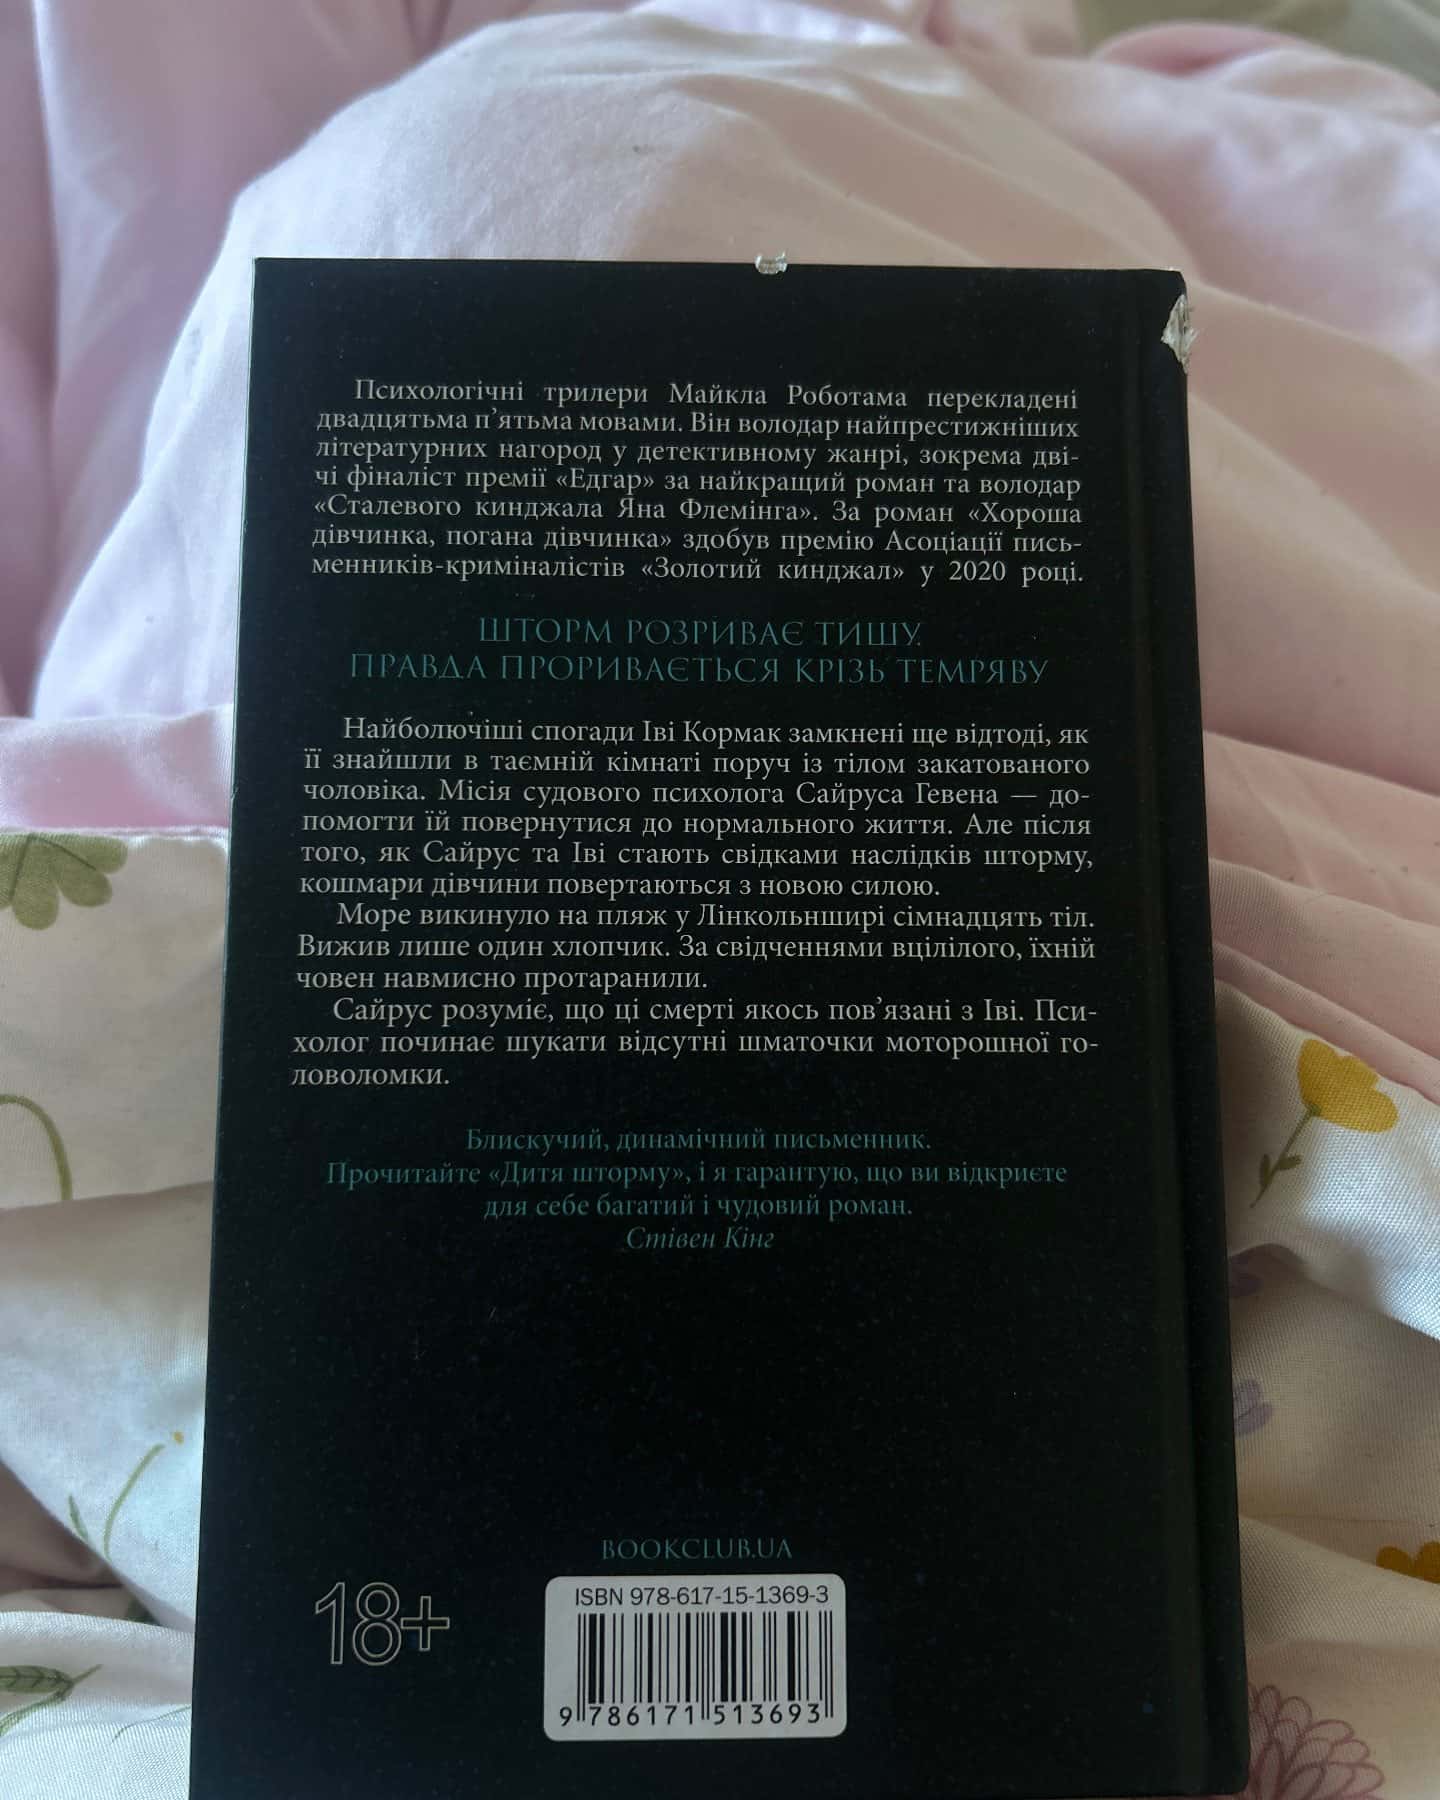 Психологічні трилери Майкла Роботама перекладені
двадцятьма п’ятьма мовами. Він володар найпрестижніших
літературних нагород у детективному жанрі, зокрема дві-
чі фіналіст премії «Едгар» за найкращий роман та володар
«Сталевого кинджала Яна Флемінга». За роман «Хороша
дівчинка, погана дівчинка» здобув премію Асоціації пись-
менників-криміналістів «Золотий кинджал» у 2020 році.
ШТОРМ РОЗРИВАЄ ТИШУ.
ПРАВДА ПРОРИВАЄТЬСЯ КРІЗЬ ТЕМРЯВУ
Найболючіші спогади Іві Кормак замкнені ще відтоді, як
її знайшли в таємній кімнаті поруч із тілом закатованого
чоловіка. Місія судового психолога Сайруса Гевена — до-
помогти їй повернутися до нормального життя. Але після
того, як Сайрус та Іві стають свідками наслідків шторму,
кошмари дівчини повертаються з новою силою.
Море викинуло на пляж у Лінкольнширі сімнадцять тіл.
Вижив лише один хлопчик. За свідченнями вцілілого, їхній
човен навмисно протаранили.
Сайрус розуміє, що ці смерті якось пов’язані з Іві. Пси-
холог починає шукати відсутні шматочки моторошної го-
ловоломки.
Блискучий, динамічний письменник.
Прочитайте «Дитя шторму», і я гарантую, що ви відкриєте
для себе багатий і чудовий роман.
Стівен Кінг
BOOKCLUB.UA
18+
ISBN 978-617-15-1369-3
9 786171 513693